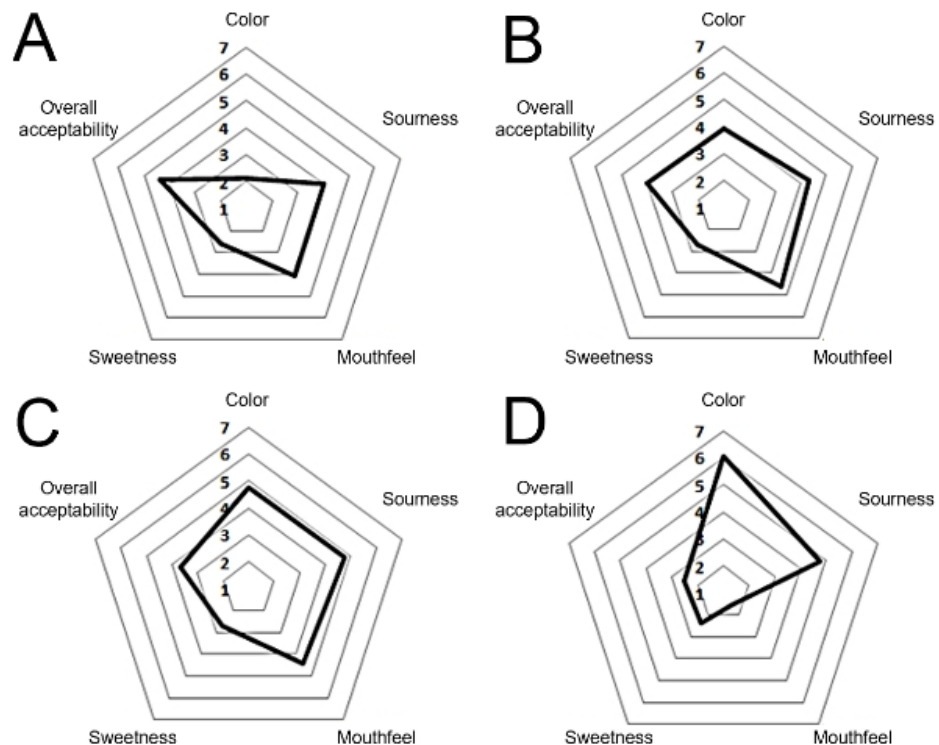 A
Color
7
6
5
4
3
2
1
Overall
acceptability
Sourness
Sweetness
Mouthfeel
B
Color
7
6
5
4
3
2
1
Overall
acceptability
Sourness
Sweetness
Mouthfeel
C
Color
7
6
5
4
3
2
1
Overall
acceptability
Sourness
Sweetness
Mouthfeel
D
Color
7
6
5
4
3
2
1
Overall
acceptability
Sourness
Sweetness
Mouthfeel